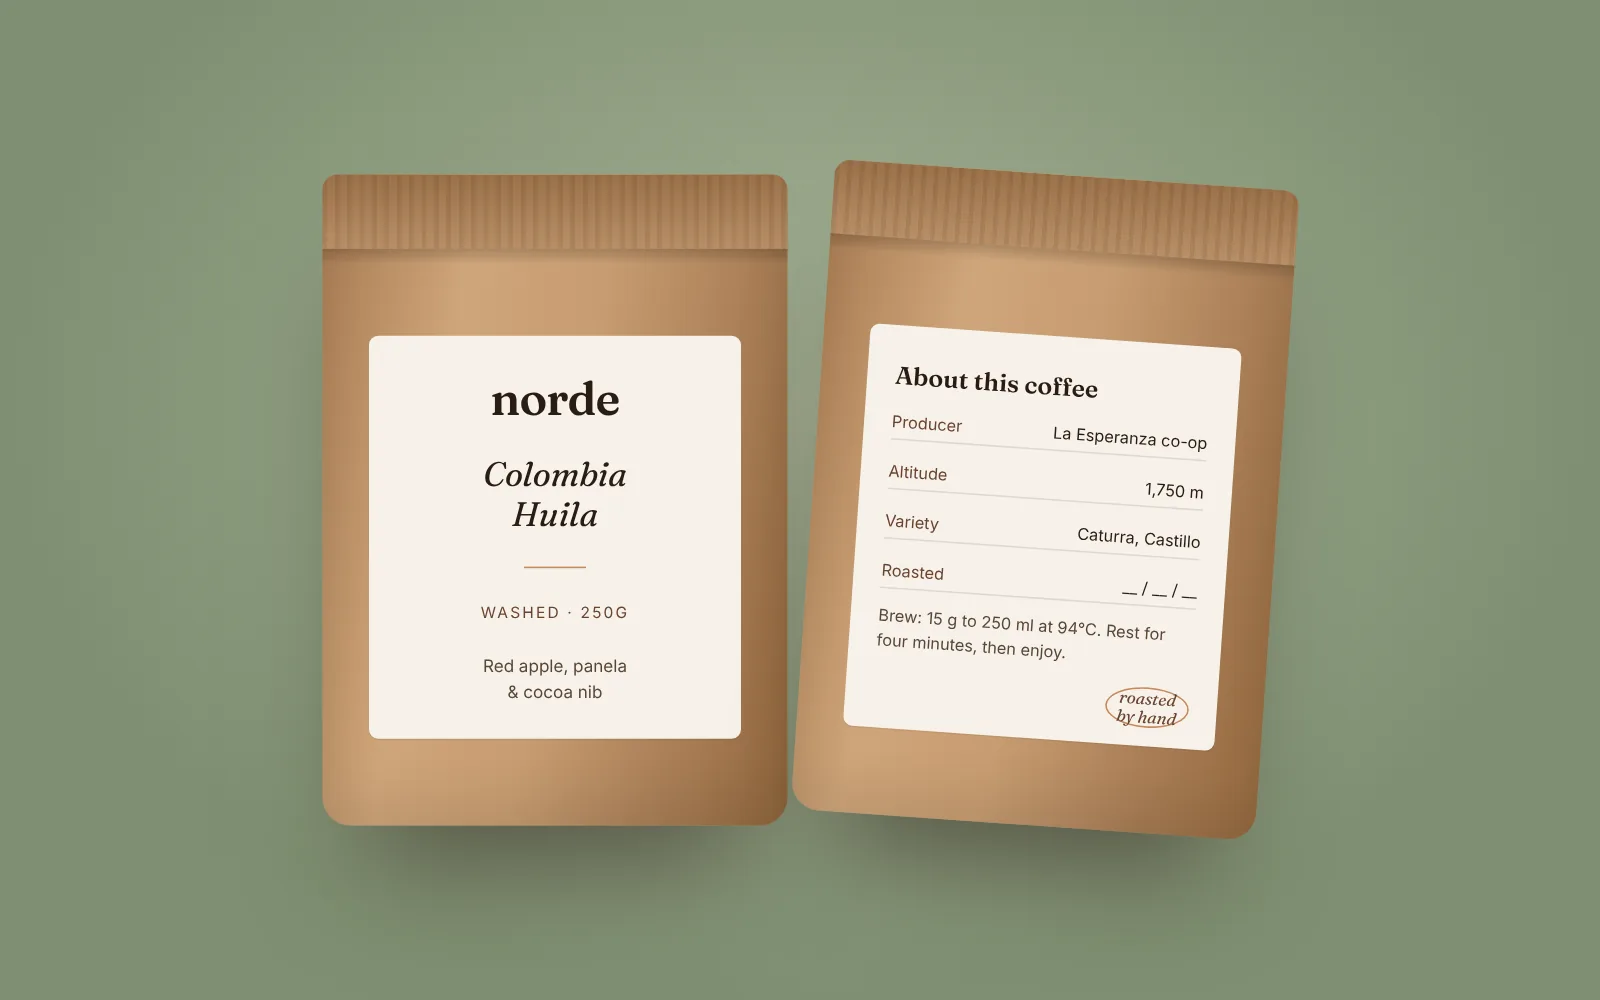 norde
Colombia
Huila
WASHED · 250G
Red apple, panela
& cocoa nib
About this coffee
Producer La Esperanza co-op
Altitude 1,750 m
Variety Caturra, Castillo
Roasted __ / __ / __
Brew: 15 g to 250 ml at 94°C. Rest for
four minutes, then enjoy.
roasted
by hand